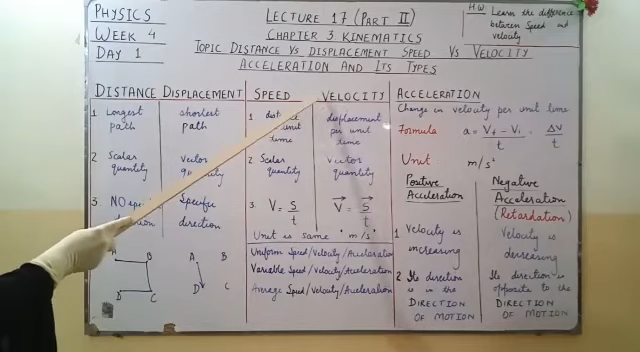 PHYSICS
WEEK 4
DAY 1
LECTURE 17 (PART II)
CHAPTER 3 KINEMATICS
TOPIC DISTANCE VS DISPLACEMENT SPEED VS VELOCITY
ACCELERATION AND ITS TYPES
H.W Learn the difference
between speed and
velocity
DISTANCE
1 Longest
path
2 Scalar
quantity
3. NO
DISPLACEMENT
shortest
path
vector
Specific
direction
A B
D C
A B
D C
SPEED
1
unit
time
2 Scalar
quantity
3. V = S/t
VELOCITY
displacement
per unit
time
vector
quantity
V→ = S→/t
Unit is same "m/s"
UNIFORM SPEED/VELOCITY/ACCELERATION
VARIABLE SPEED/VELOCITY/ACCELERATION
AVERAGE SPEED/VELOCITY/ACCELERATION
ACCELERATION
Change in velocity per unit time
Formula a = Vf - Vi / t = ΔV/t
Unit m/s²
Positive
Acceleration
1 Velocity is
increasing
2 Its direction
is in the
DIRECTION
OF MOTION
Negative
Acceleration
(Retardation)
Velocity is
decreasing
Its direction is
opposite to the
DIRECTION
OF MOTION